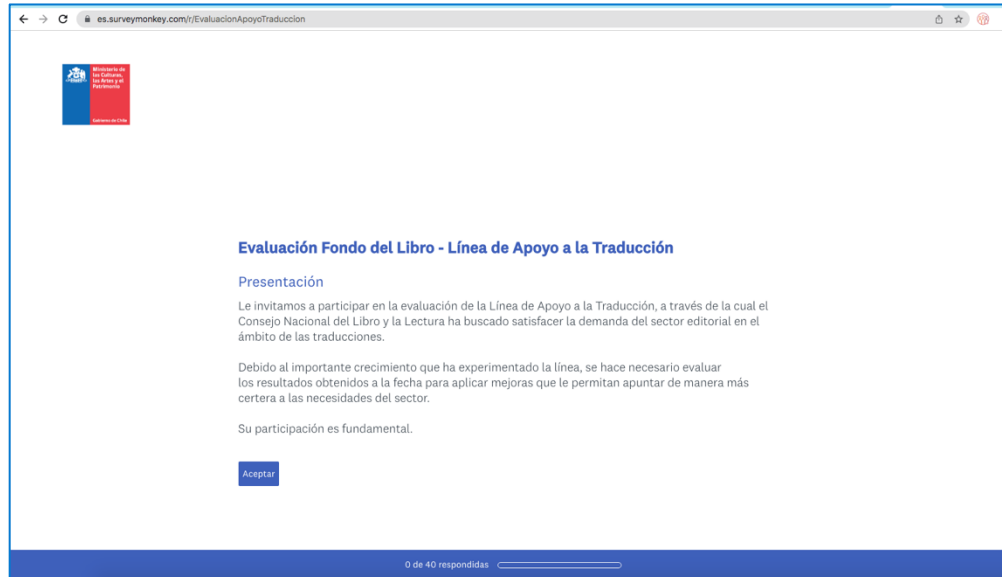 es.surveymonkey.com/r/EvaluacionApoyoTraduccion
Ministerio de
las Culturas,
las Artes y el
Patrimonio
Gobierno de Chile
Evaluación Fondo del Libro - Línea de Apoyo a la Traducción
Presentación
Le invitamos a participar en la evaluación de la Línea de Apoyo a la Traducción, a través de la cual el
Consejo Nacional del Libro y la Lectura ha buscado satisfacer la demanda del sector editorial en el
ámbito de las traducciones.
Debido al importante crecimiento que ha experimentado la línea, se hace necesario evaluar
los resultados obtenidos a la fecha para aplicar mejoras que le permitan apuntar de manera más
certera a las necesidades del sector.
Su participación es fundamental.
Aceptar
0 de 40 respondidas